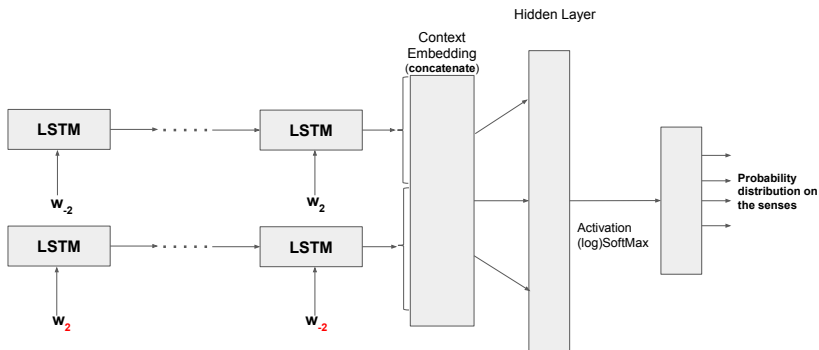 Hidden Layer
Context
Embedding
(concatenate)
LSTM
LSTM
w-2
w2
Probability
distribution on
the senses
Activation
(log)SoftMax
LSTM
LSTM
w2
w-2